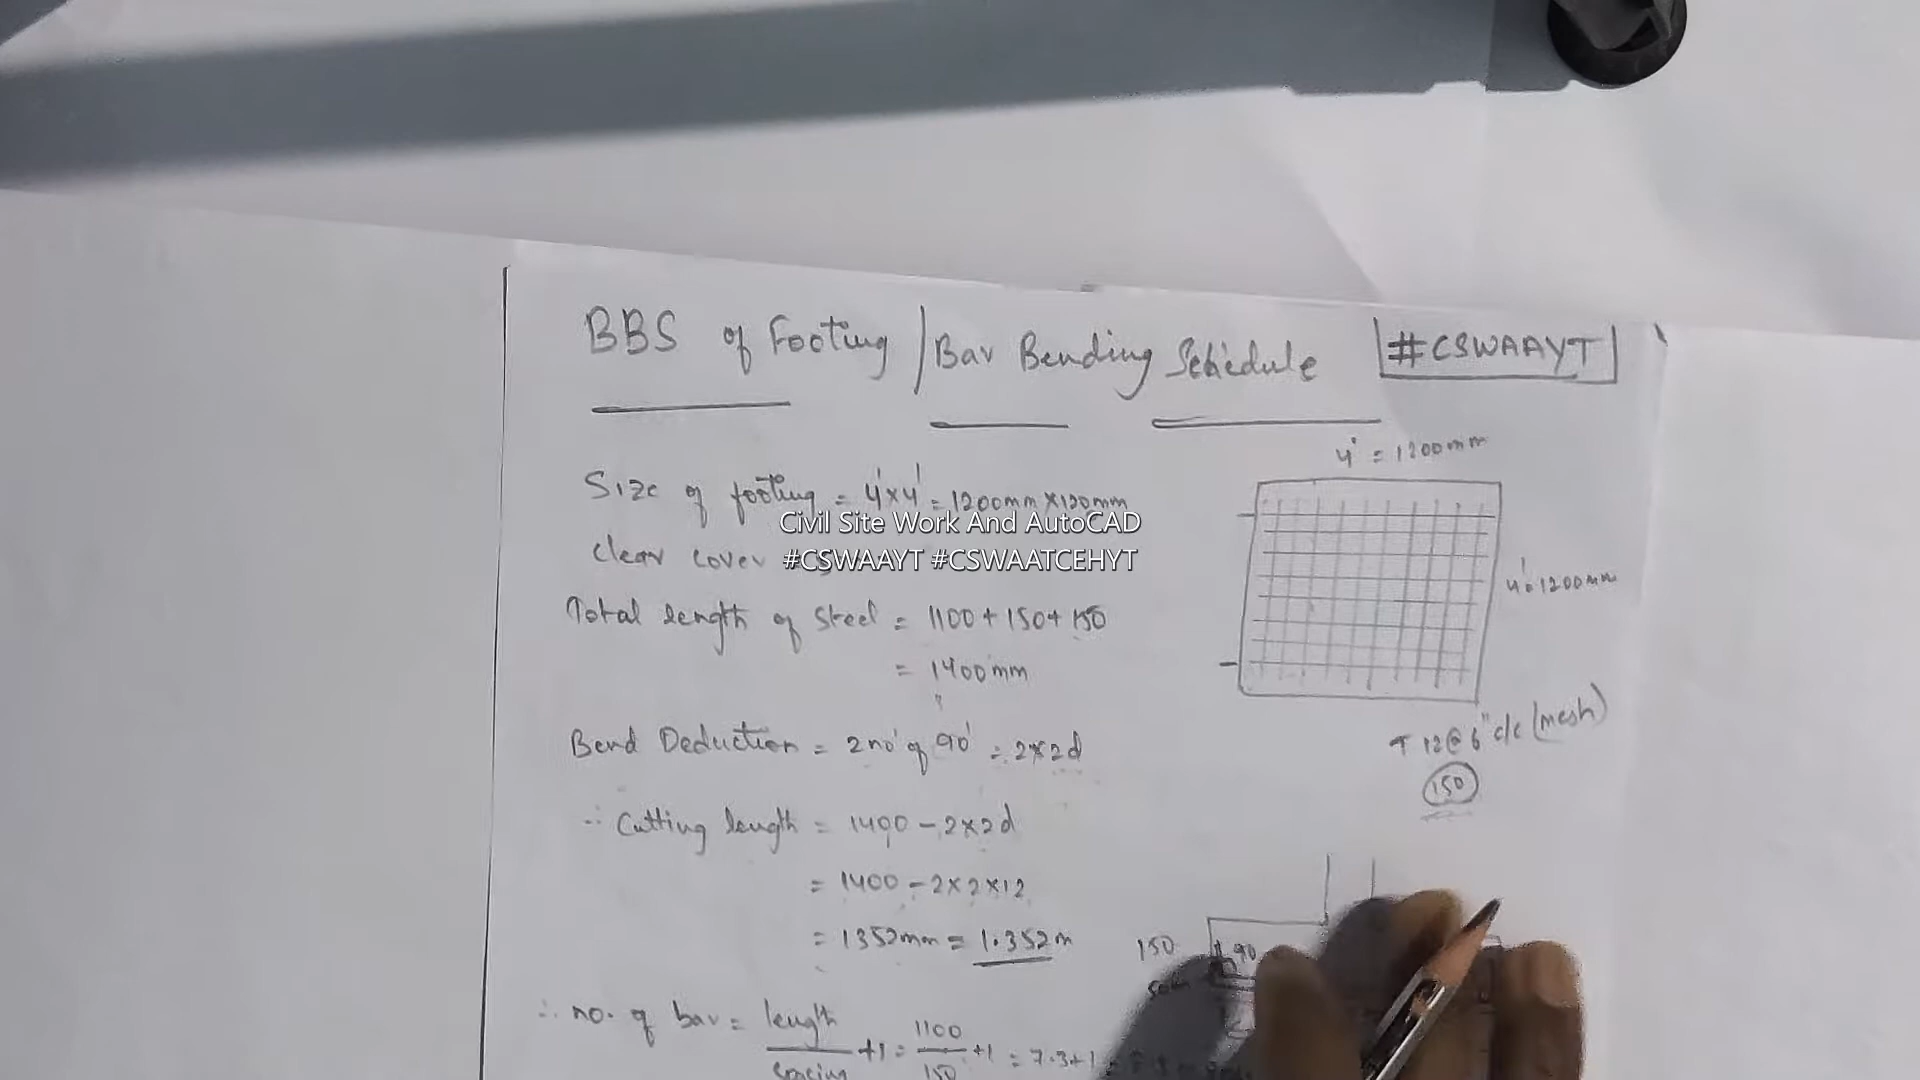 BBS of Footing / Bar Bending Schedule #CSWAAYT
Size of footing = 4'x4' = 1200mm x120mm
Civil Site Work And AutoCAD
clear cover
#CSWAAYT #CSWAATCEHYT
Total length of steel = 1100 + 150 + 150
= 1400mm
Bend Deduction = 2no' of 90' = 2x2d
∴ Cutting length = 1400 - 2x2d
= 1400 - 2x2x12
= 1352mm = 1.352m
∴ no. of bar = length/spacing +1 = 1100/150 +1 = 7.3+1
4' = 1200mm
4' = 1200mm
T 12@6" c/c (mesh)
150
150
90